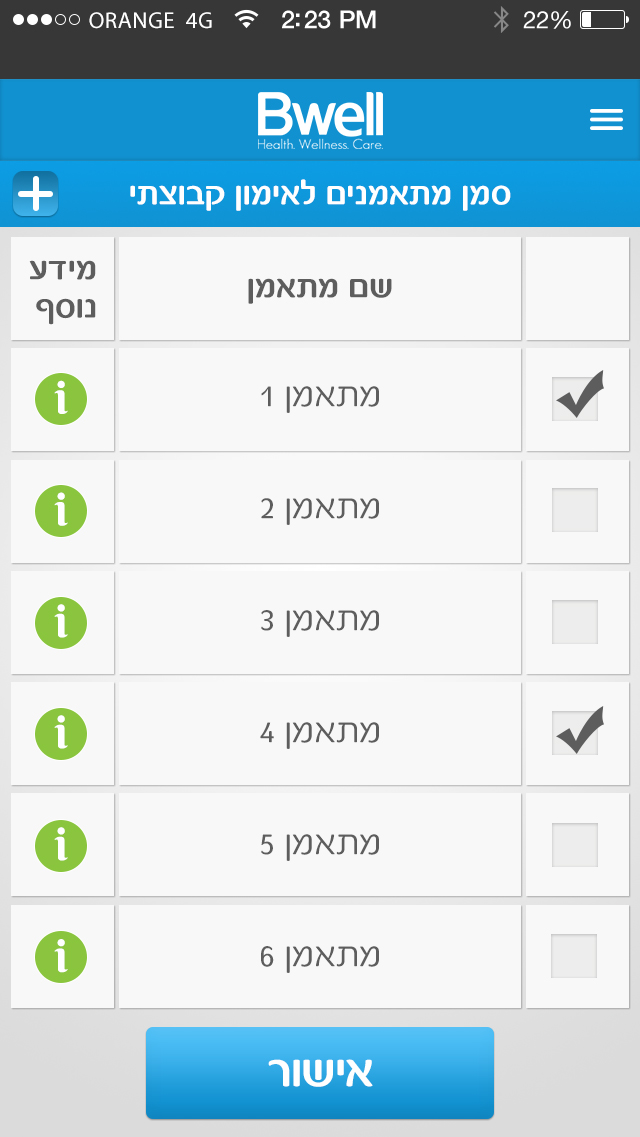 ORANGE 4G 2:23 PM 22%
Bwell
Health. Wellness. Care.
סמן מתאמנים לאימון קבוצתי
שם מתאמן
מידע
נוסף
מתאמן 1
מתאמן 2
מתאמן 3
מתאמן 4
מתאמן 5
מתאמן 6
אישור